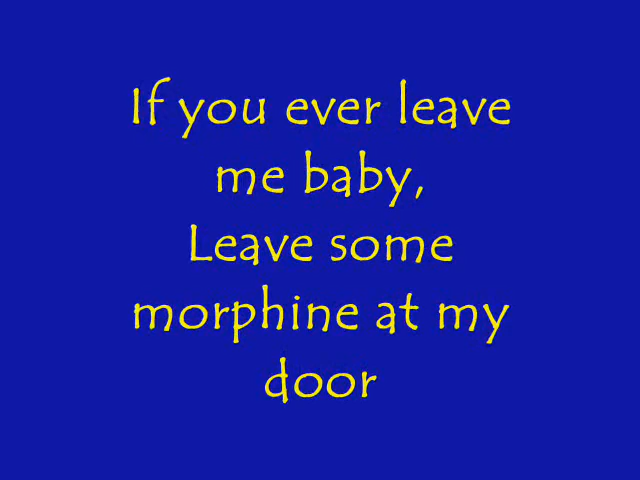 If you ever leave
me baby,
Leave some
morphine at my
door